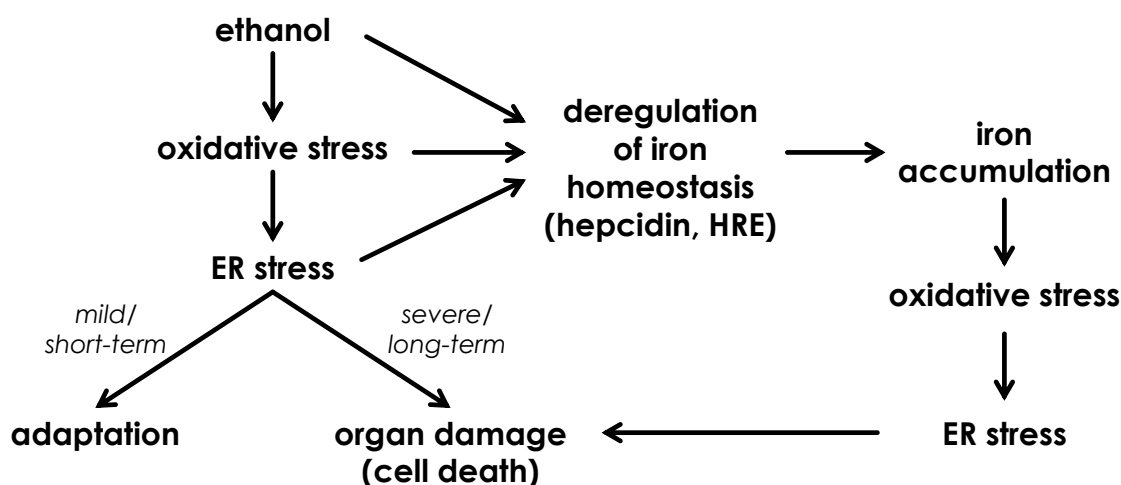 ethanol
oxidative stress
ER stress
mild/
short-term
severe/
long-term
adaptation
organ damage
(cell death)
deregulation
of iron
homeostasis
(hepcidin, HRE)
iron
accumulation
oxidative stress
ER stress